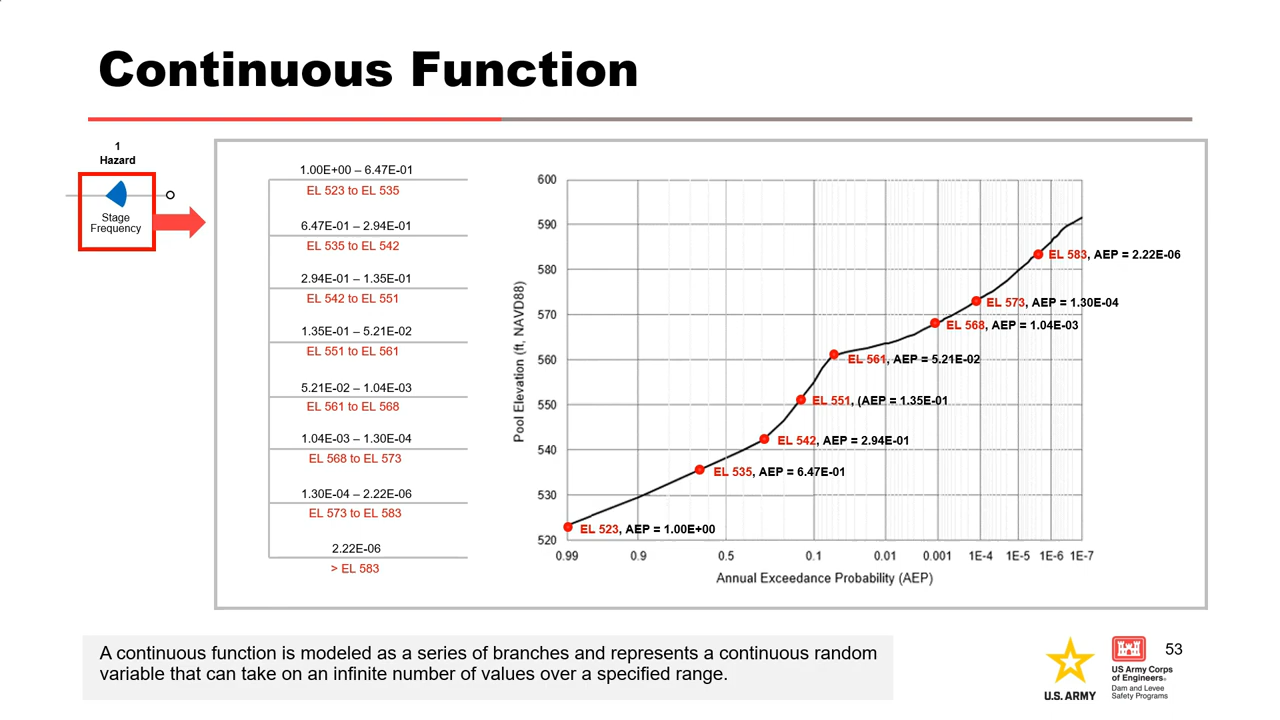 Continuous Function
1
Hazard
Stage
Frequency
1.00E+00 – 6.47E-01
EL 523 to EL 535
6.47E-01 – 2.94E-01
EL 535 to EL 542
2.94E-01 – 1.35E-01
EL 542 to EL 551
1.35E-01 – 5.21E-02
EL 551 to EL 561
5.21E-02 – 1.04E-03
EL 561 to EL 568
1.04E-03 – 1.30E-04
EL 568 to EL 573
1.30E-04 – 2.22E-06
EL 573 to EL 583
2.22E-06
> EL 583
Pool Elevation (ft, NAVD88)
600
590
580
570
560
550
540
530
520
EL 583, AEP = 2.22E-06
EL 573, AEP = 1.30E-04
EL 568, AEP = 1.04E-03
EL 561, AEP = 5.21E-02
EL 551, (AEP = 1.35E-01
EL 542, AEP = 2.94E-01
EL 535, AEP = 6.47E-01
EL 523, AEP = 1.00E+00
0.99 0.9 0.5 0.1 0.01 0.001 1E-4 1E-5 1E-6 1E-7
Annual Exceedance Probability (AEP)
A continuous function is modeled as a series of branches and represents a continuous random
variable that can take on an infinite number of values over a specified range.
U.S. ARMY
US Army Corps
of Engineers®
Dam and Levee
Safety Programs
53